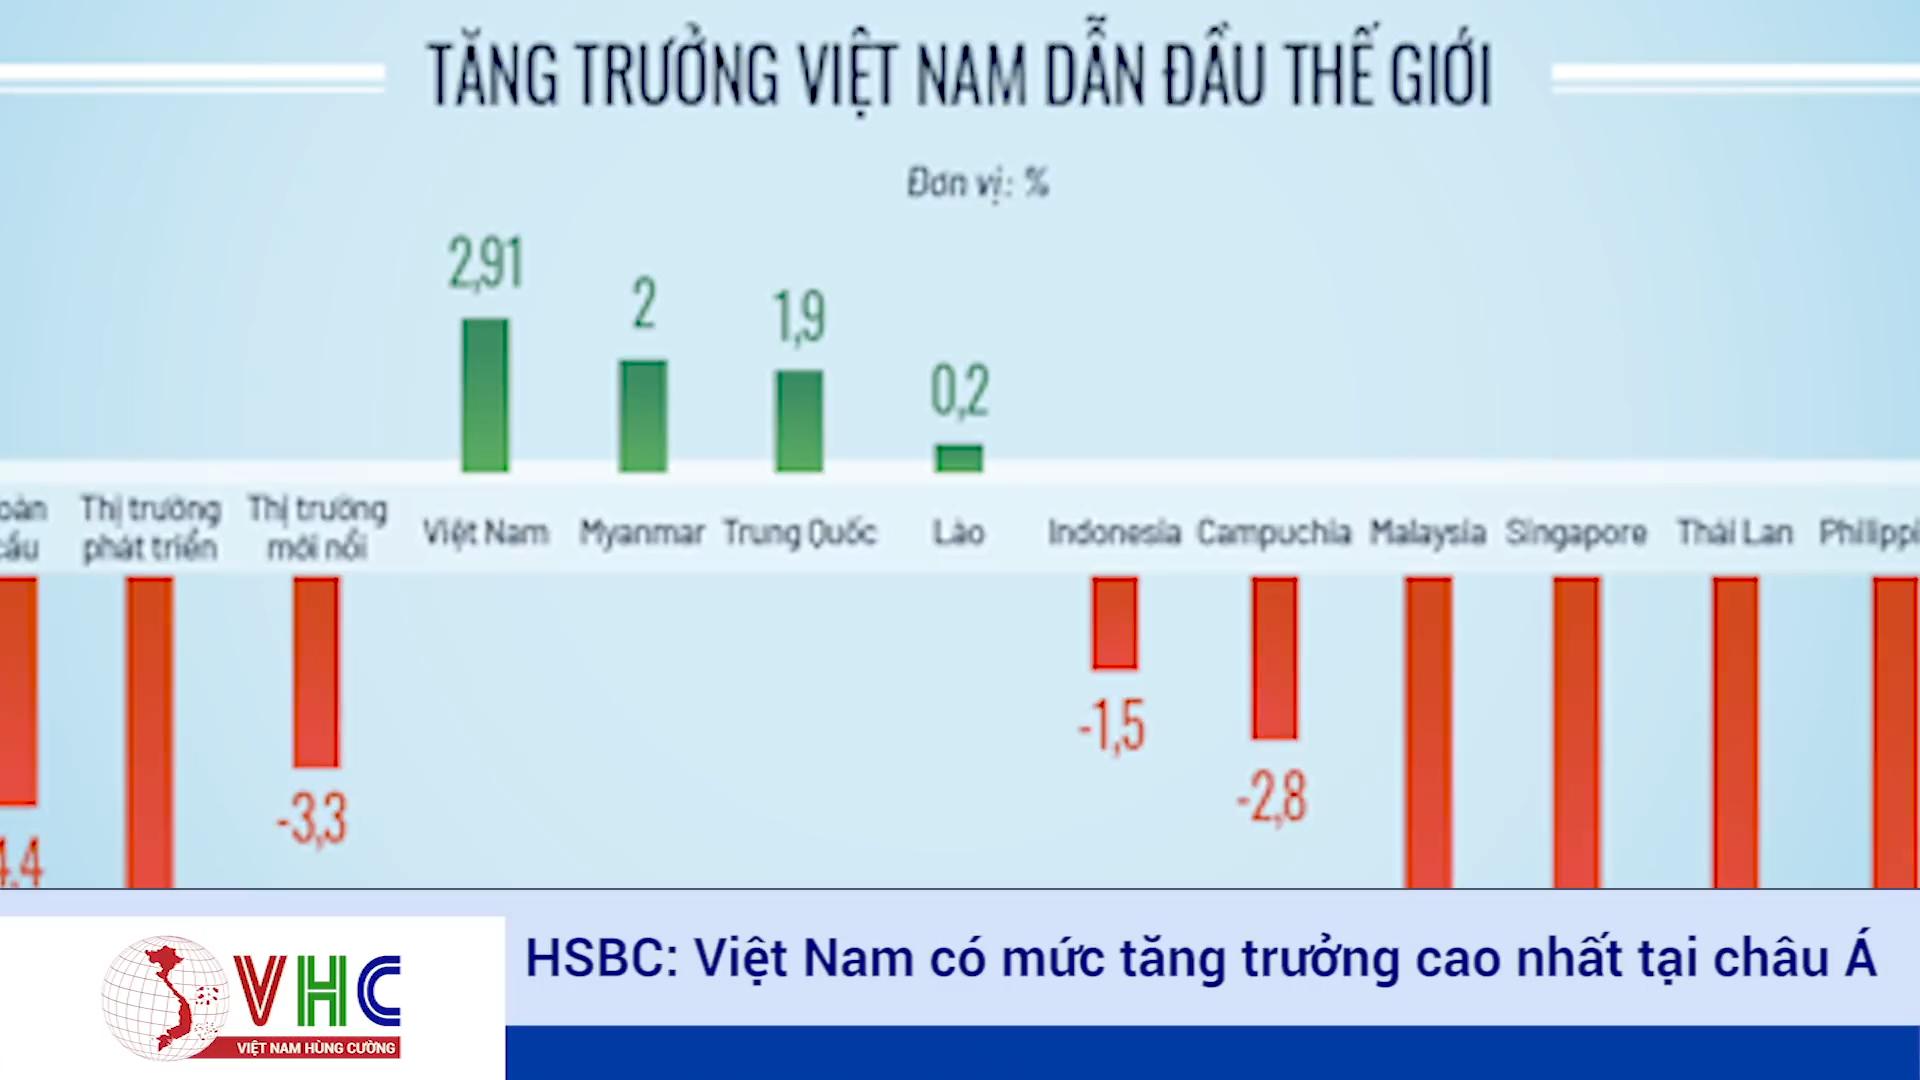 TĂNG TRƯỞNG VIỆT NAM DẪN ĐẦU THẾ GIỚI
Đơn vị: %
2,91
2
1,9
0,2
Thị trường phát triển
Thị trường mới nổi
Việt Nam
Myanmar
Trung Quốc
Lào
Indonesia
Campuchia
Malaysia
Singapore
Thái Lan
-3,3
-1,5
-2,8
HSBC: Việt Nam có mức tăng trưởng cao nhất tại châu Á
VHC
VIỆT NAM HÙNG CƯỜNG